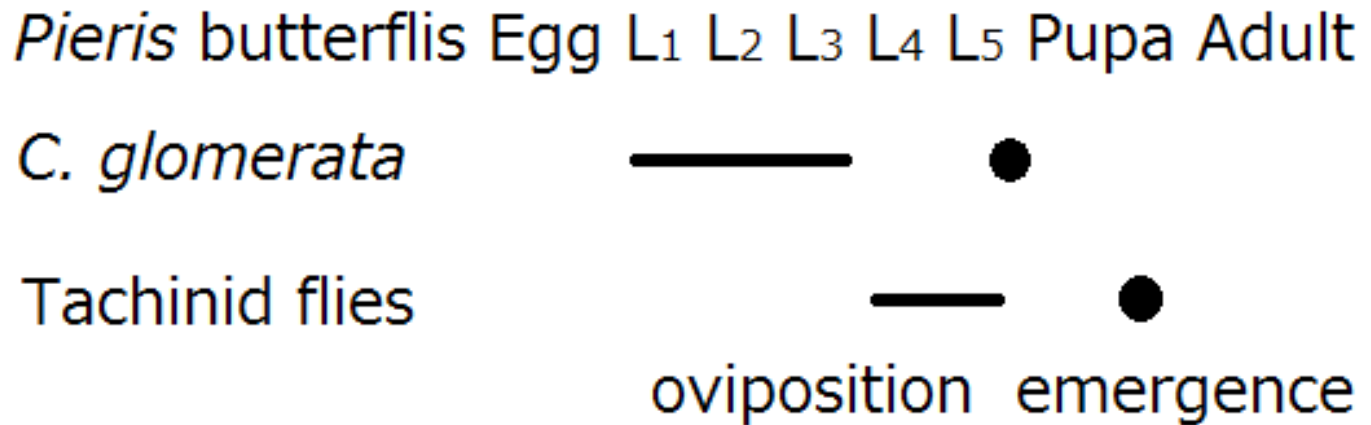 Pieris butterflis Egg L1 L2 L3 L4 L5 Pupa Adult
C. glomerata
Tachinid flies
oviposition emergence